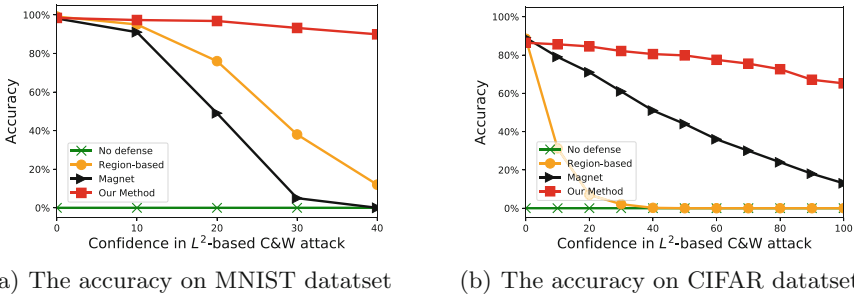 100%
80%
60%
40%
20%
0%
Accuracy
No defense
Region-based
Magnet
Our Method
0 10 20 30 40
Confidence in L²-based C&W attack
a) The accuracy on MNIST datatset
100%
80%
60%
40%
20%
0%
Accuracy
No defense
Region-based
Magnet
Our Method
0 20 40 60 80 100
Confidence in L²-based C&W attack
(b) The accuracy on CIFAR datatset